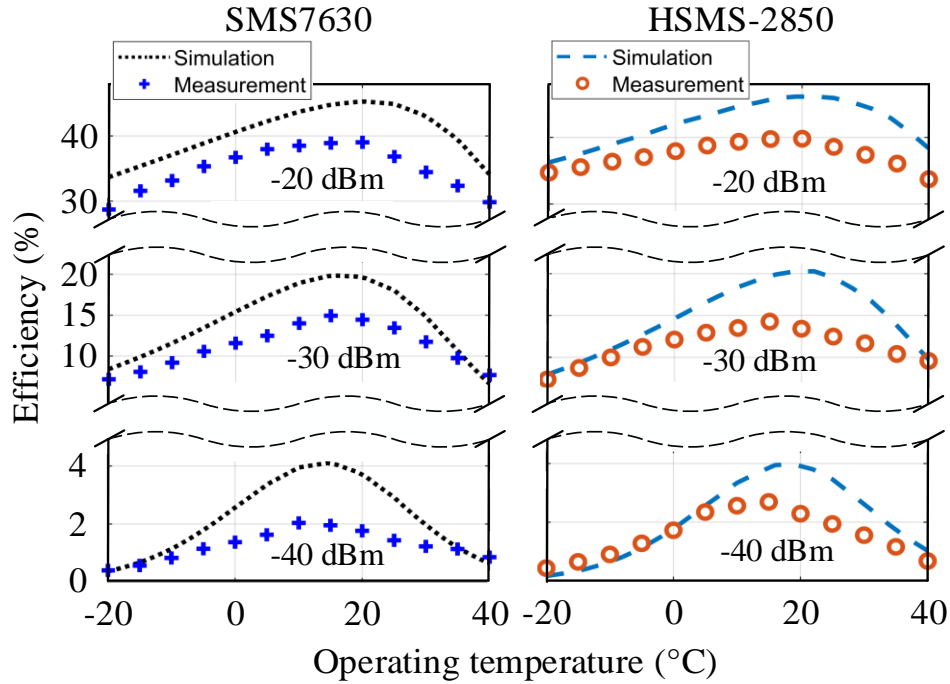 SMS7630
HSMS-2850
Simulation
Measurement
Simulation
Measurement
Efficiency (%)
40
30
-20 dBm
-20 dBm
20
15
10
-30 dBm
-30 dBm
4
2
0
-40 dBm
-40 dBm
-20 0 20 40
-20 0 20 40
Operating temperature (°C)